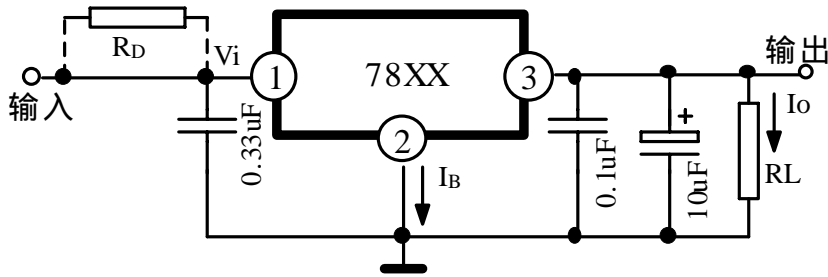 RD
Vi
1
78XX
3
输出
输入
0.33uF
2
IB
0.1uF
+
10uF
RL
Io